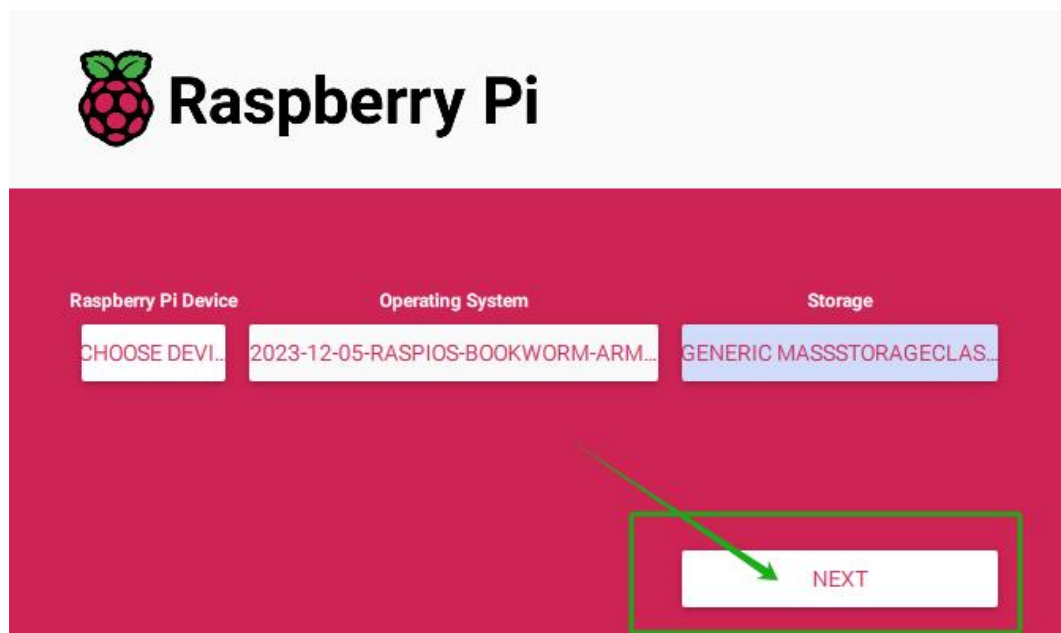 Raspberry Pi
Raspberry Pi Device
Operating System
Storage
CHOOSE DEVI...
2023-12-05-RASPIOS-BOOKWORM-ARM...
GENERIC MASSSTORAGECLAS...
NEXT